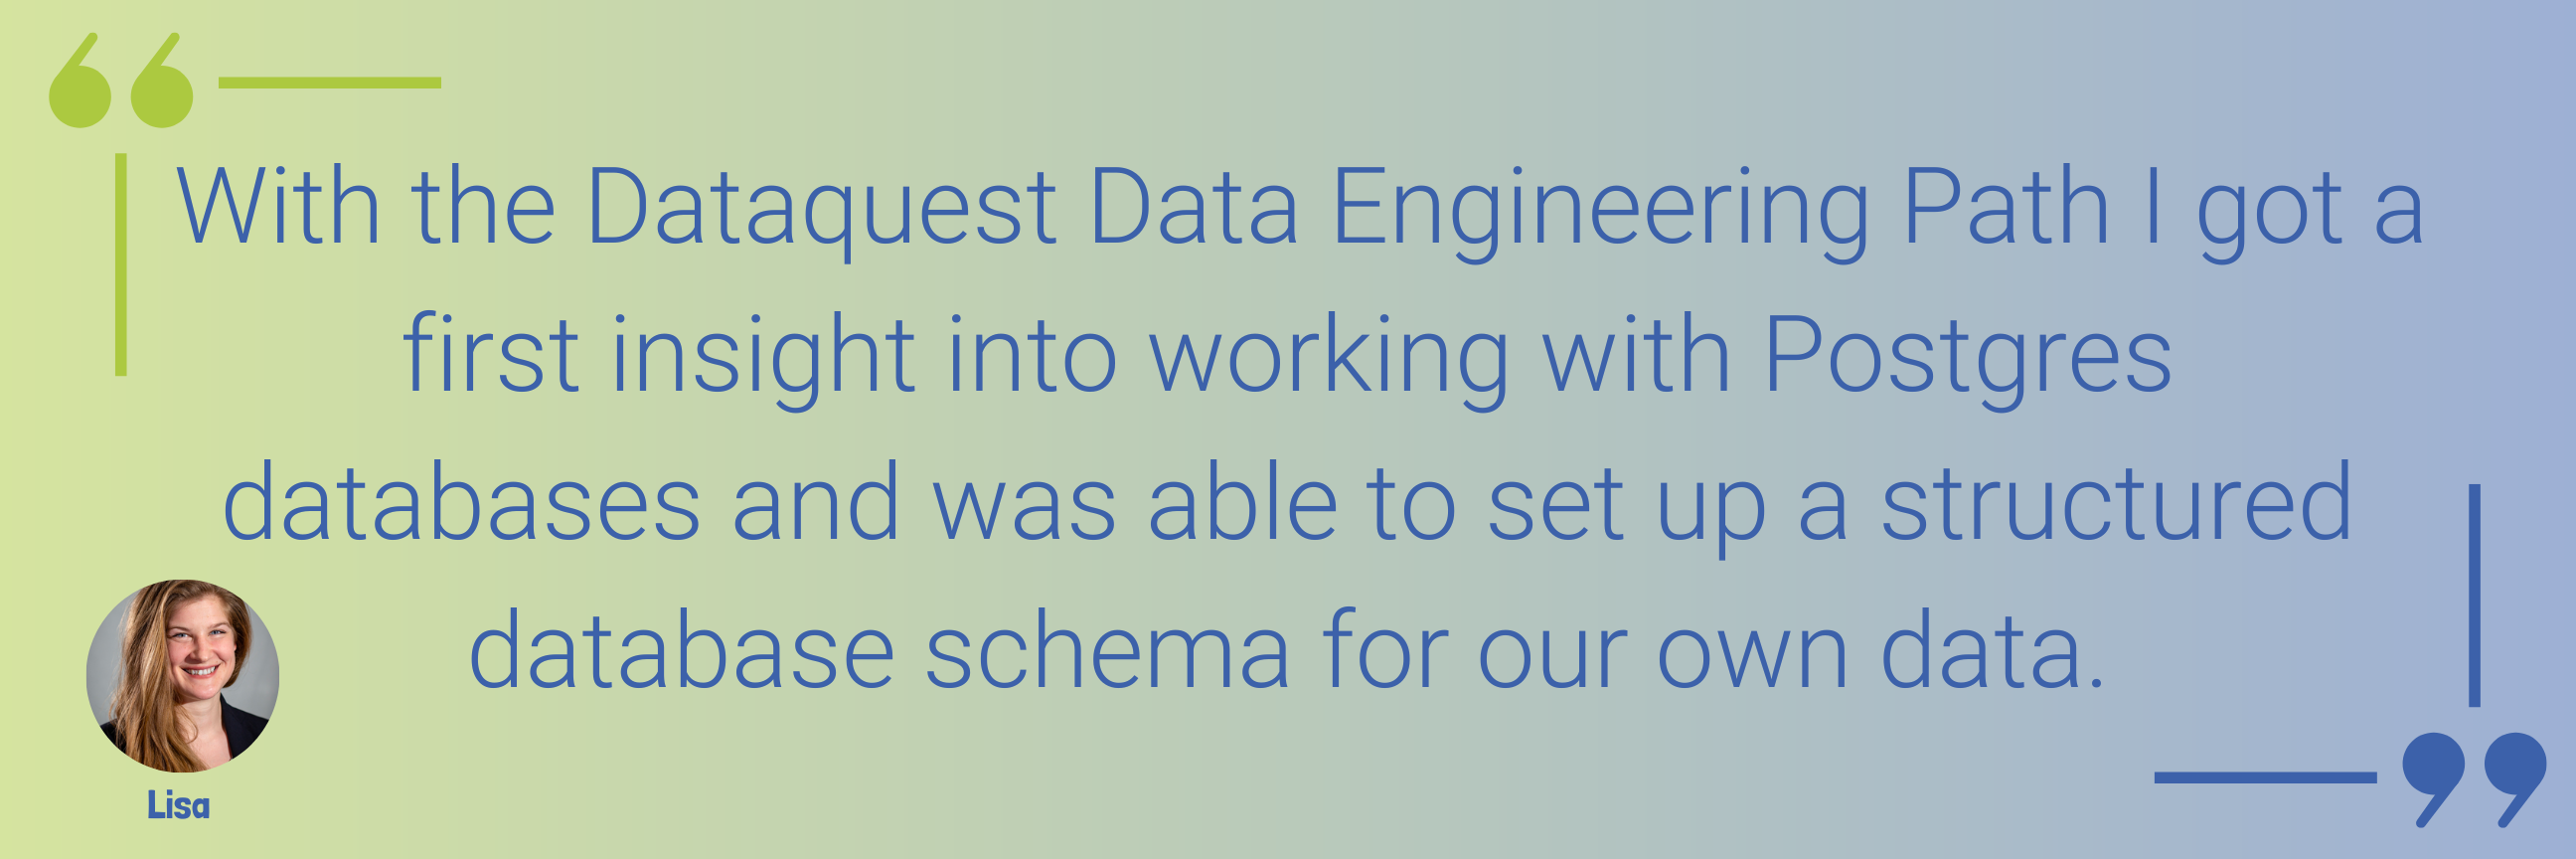 With the Dataquest Data Engineering Path I got a
first insight into working with Postgres
databases and was able to set up a structured
database schema for our own data.
Lisa